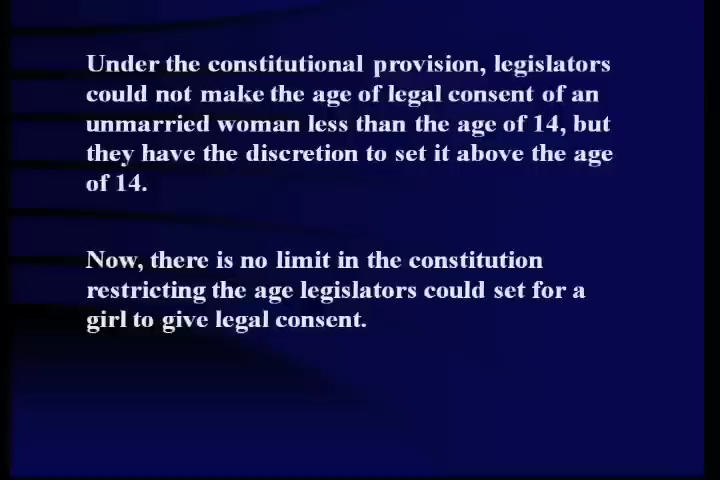 Under the constitutional provision, legislators
could not make the age of legal consent of an
unmarried woman less than the age of 14, but
they have the discretion to set it above the age
of 14.
Now, there is no limit in the constitution
restricting the age legislators could set for a
girl to give legal consent.